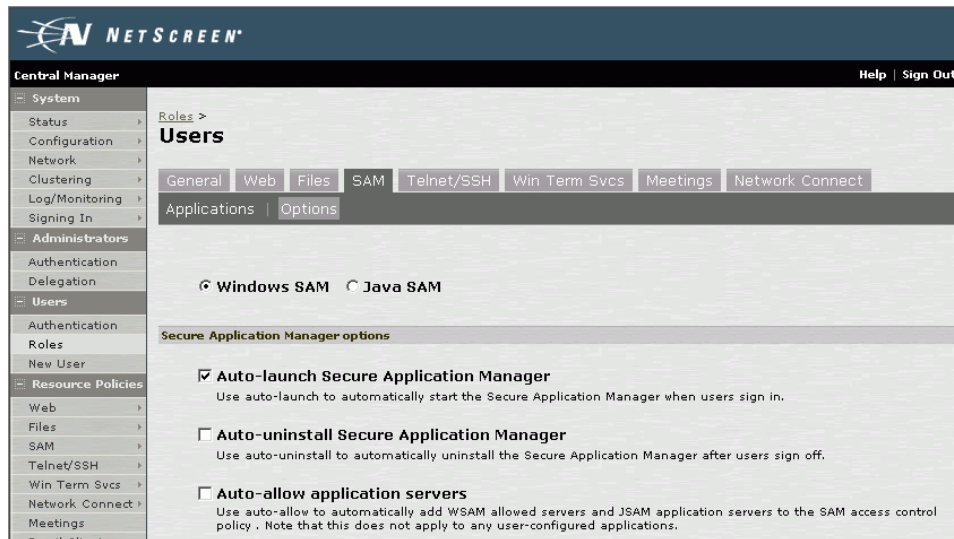 NETSCREEN
Central Manager
Help | Sign Out
System
Status
Configuration
Network
Clustering
Log/Monitoring
Signing In
Administrators
Authentication
Delegation
Users
Authentication
Roles
New User
Resource Policies
Web
Files
SAM
Telnet/SSH
Win Term Svcs
Network Connect
Meetings
Roles >
Users
General Web Files SAM Telnet/SSH Win Term Svcs Meetings Network Connect
Applications | Options
Windows SAM Java SAM
Secure Application Manager options
Auto-launch Secure Application Manager
Use auto-launch to automatically start the Secure Application Manager when users sign in.
Auto-uninstall Secure Application Manager
Use auto-uninstall to automatically uninstall the Secure Application Manager after users sign off.
Auto-allow application servers
Use auto-allow to automatically add WSAM allowed servers and JSAM application servers to the SAM access control
policy . Note that this does not apply to any user-configured applications.